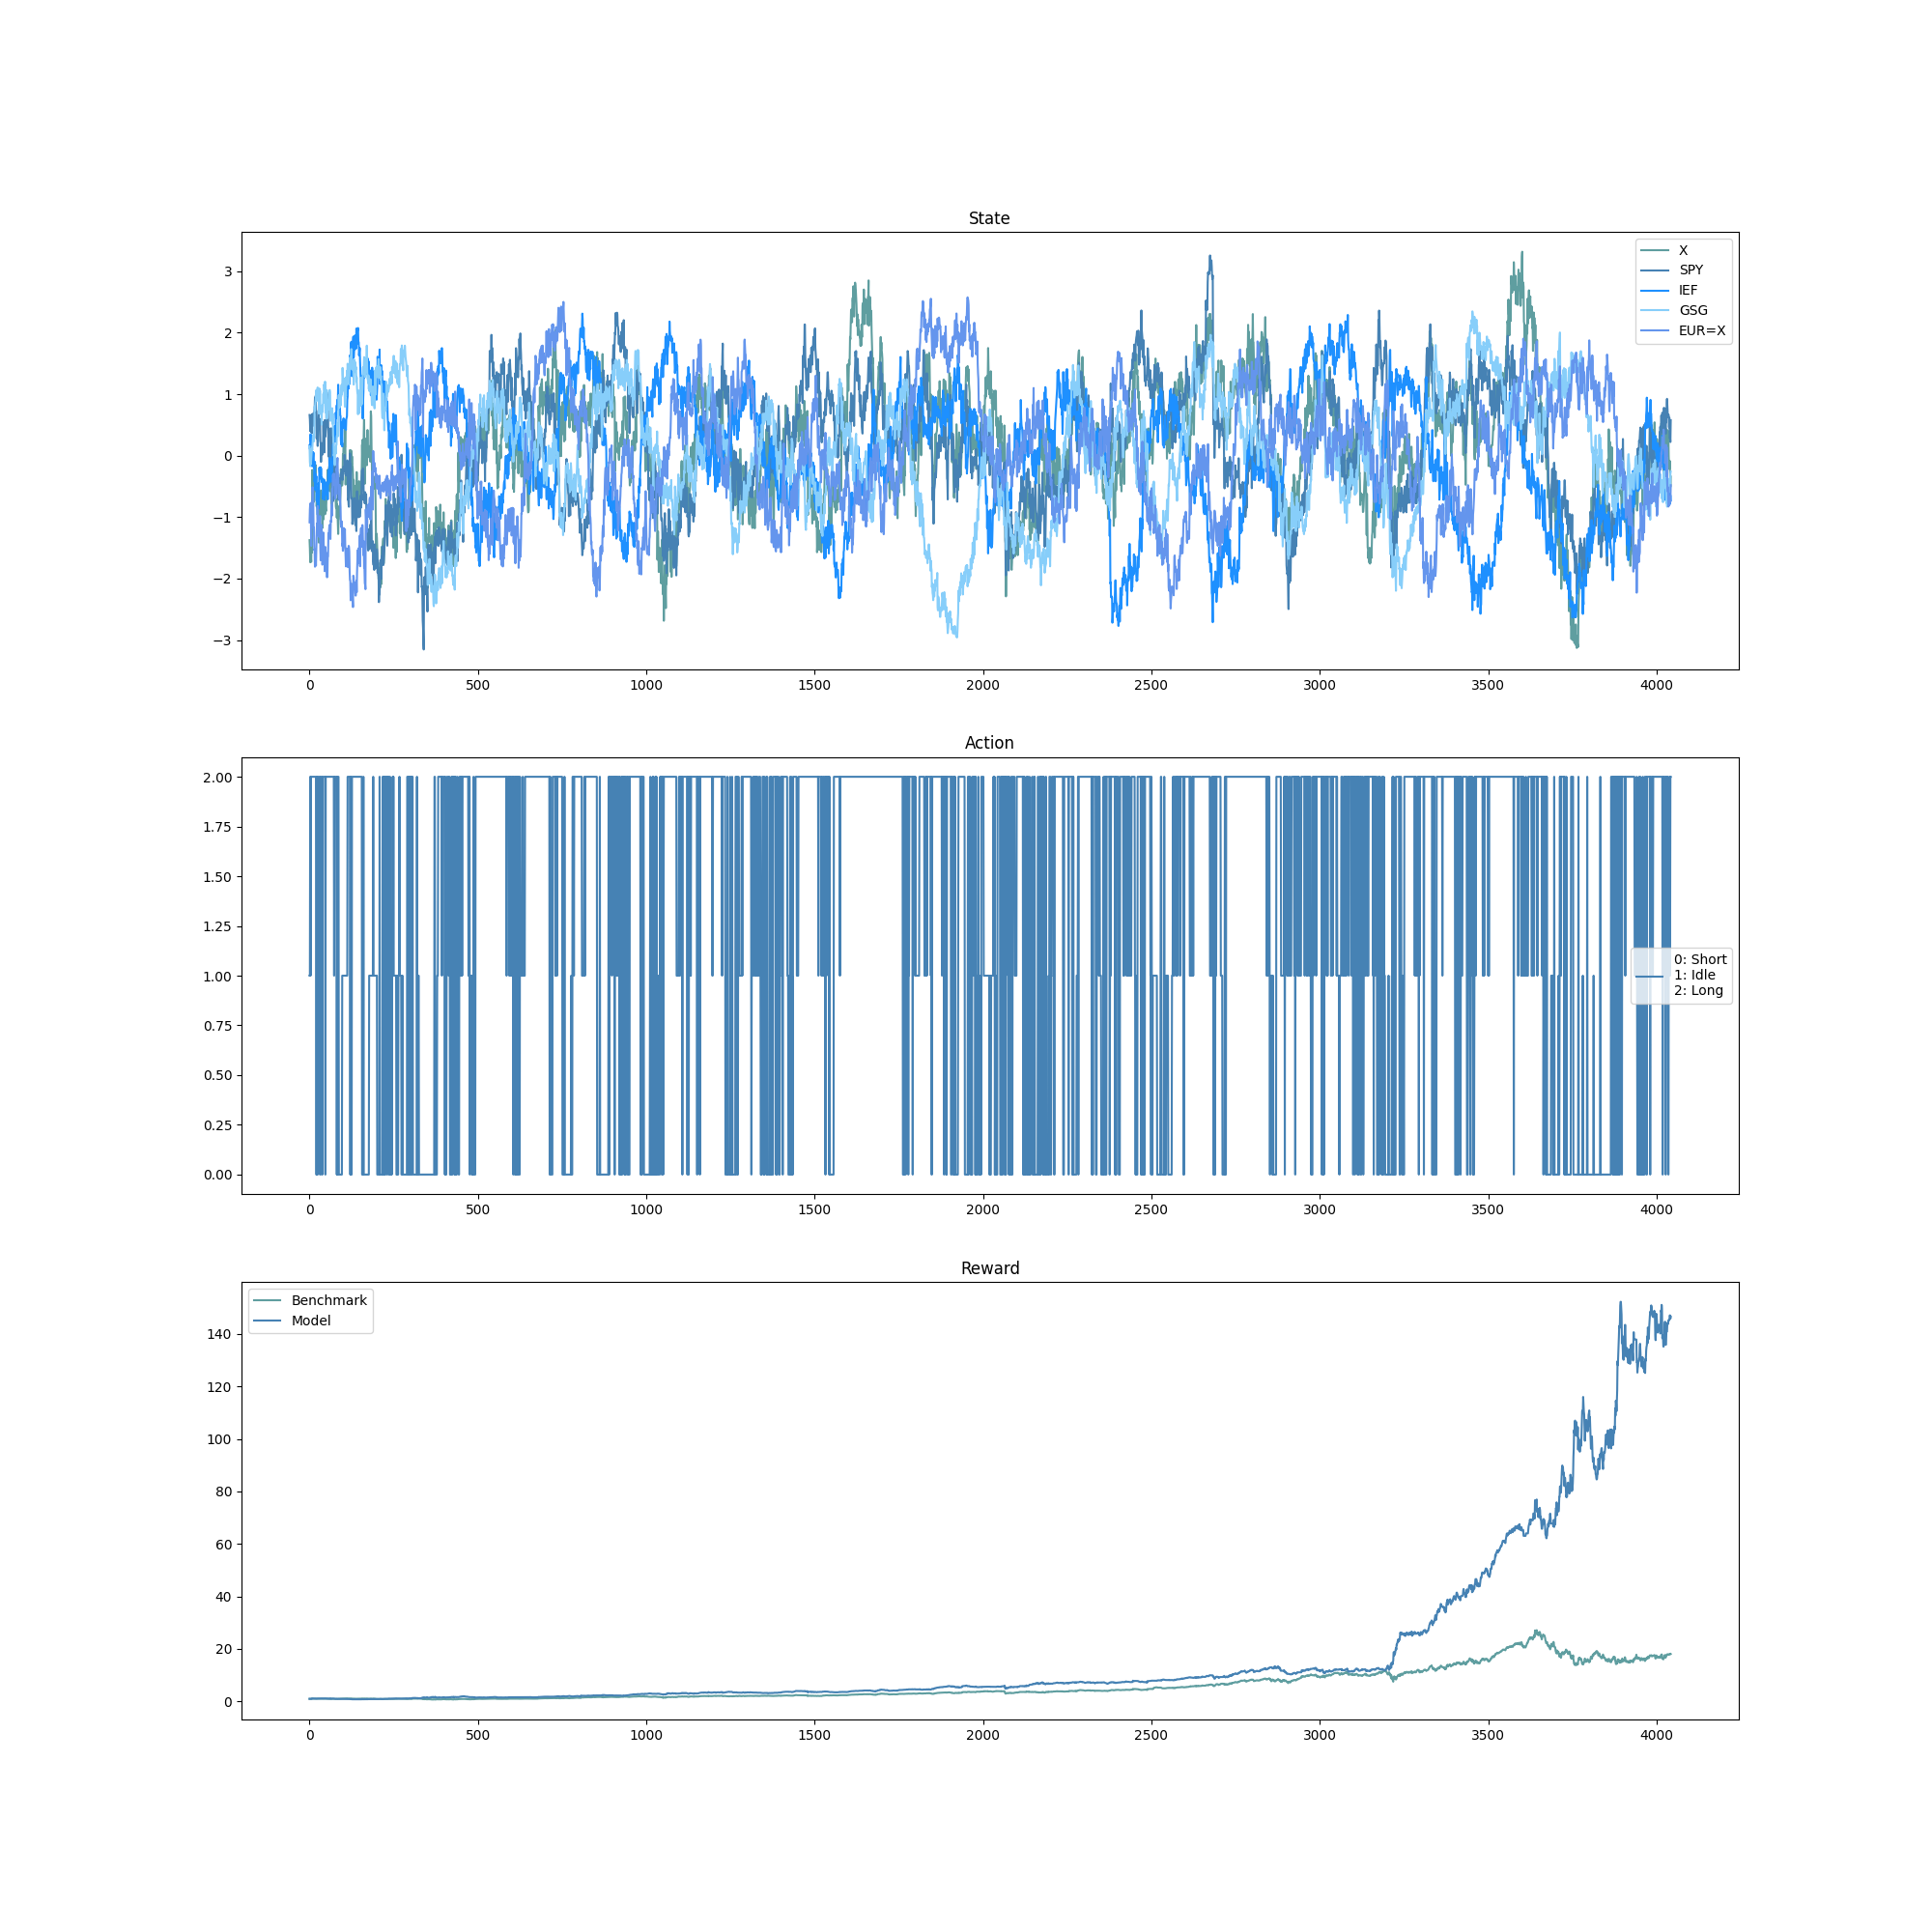 State
3
2
1
0
−1
−2
−3
X
SPY
IEF
GSG
EUR=X
0 500 1000 1500 2000 2500 3000 3500 4000
Action
2.00
1.75
1.50
1.25
1.00
0.75
0.50
0.25
0.00
0: Short
1: Idle
2: Long
0 500 1000 1500 2000 2500 3000 3500 4000
Reward
Benchmark
Model
140
120
100
80
60
40
20
0
0 500 1000 1500 2000 2500 3000 3500 4000